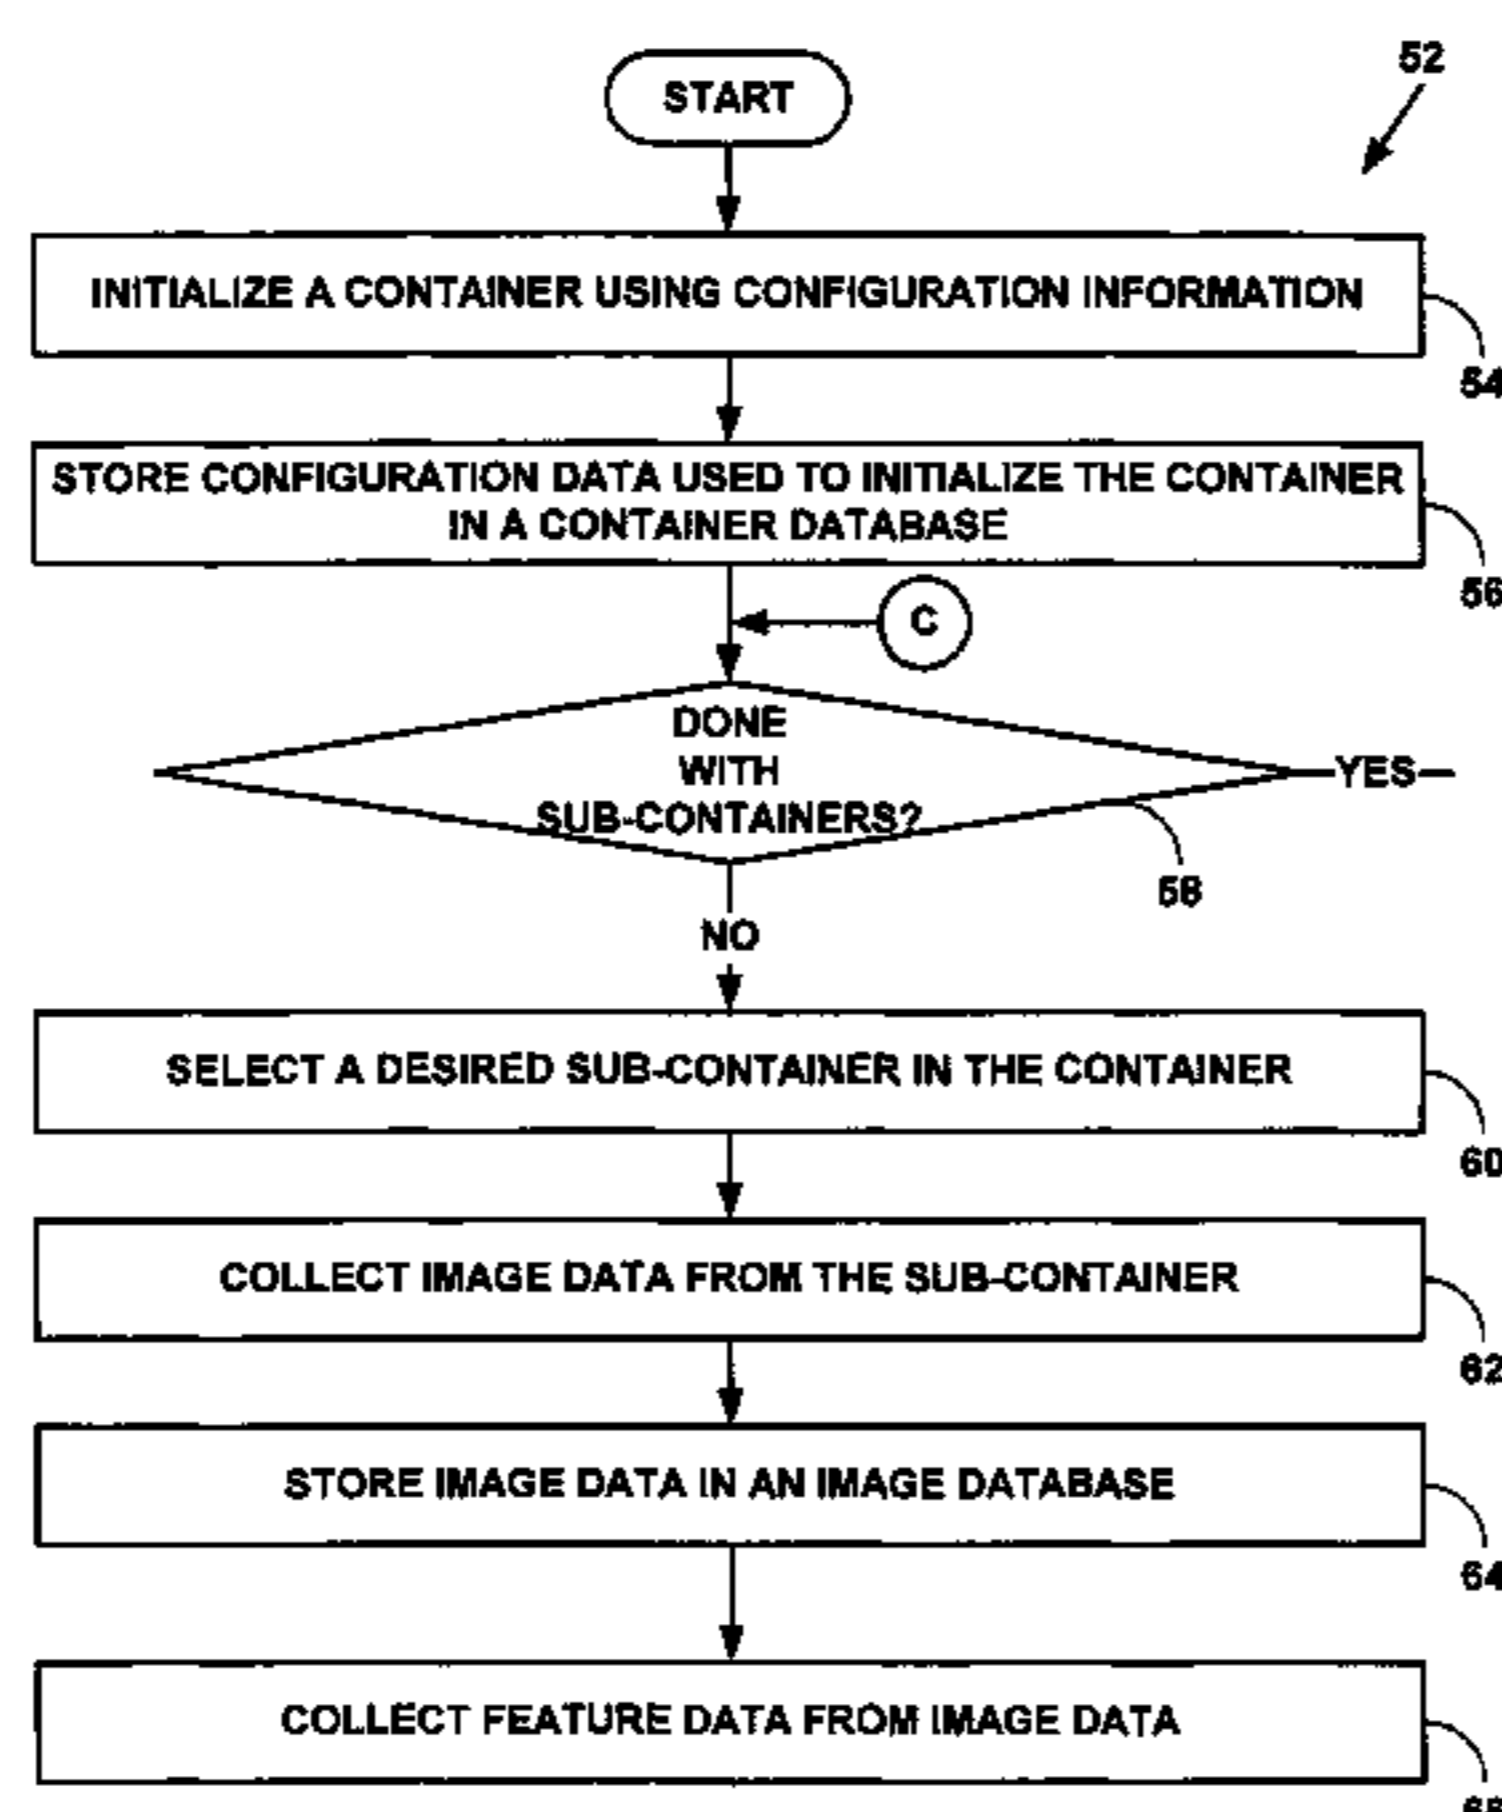 START
52
INITIALIZE A CONTAINER USING CONFIGURATION INFORMATION
54
STORE CONFIGURATION DATA USED TO INITIALIZE THE CONTAINER
IN A CONTAINER DATABASE
56
C
DONE
WITH
SUB-CONTAINERS?
YES
58
NO
SELECT A DESIRED SUB-CONTAINER IN THE CONTAINER
60
COLLECT IMAGE DATA FROM THE SUB-CONTAINER
62
STORE IMAGE DATA IN AN IMAGE DATABASE
64
COLLECT FEATURE DATA FROM IMAGE DATA